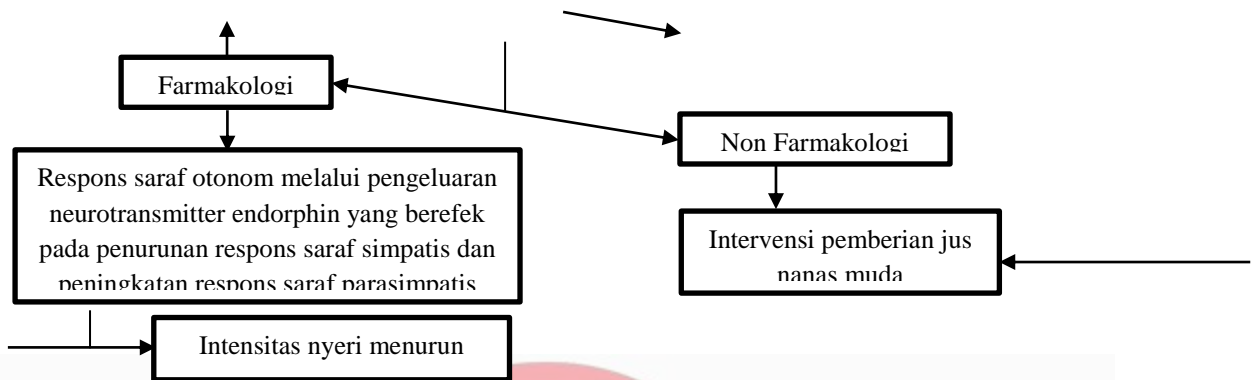 Farmakologi
Non Farmakologi
Respons saraf otonom melalui pengeluaran
neurotransmitter endorphin yang berefek
pada penurunan respons saraf simpatis dan
peningkatan respons saraf parasimpatis
Intervensi pemberian jus
nanas muda
Intensitas nyeri menurun